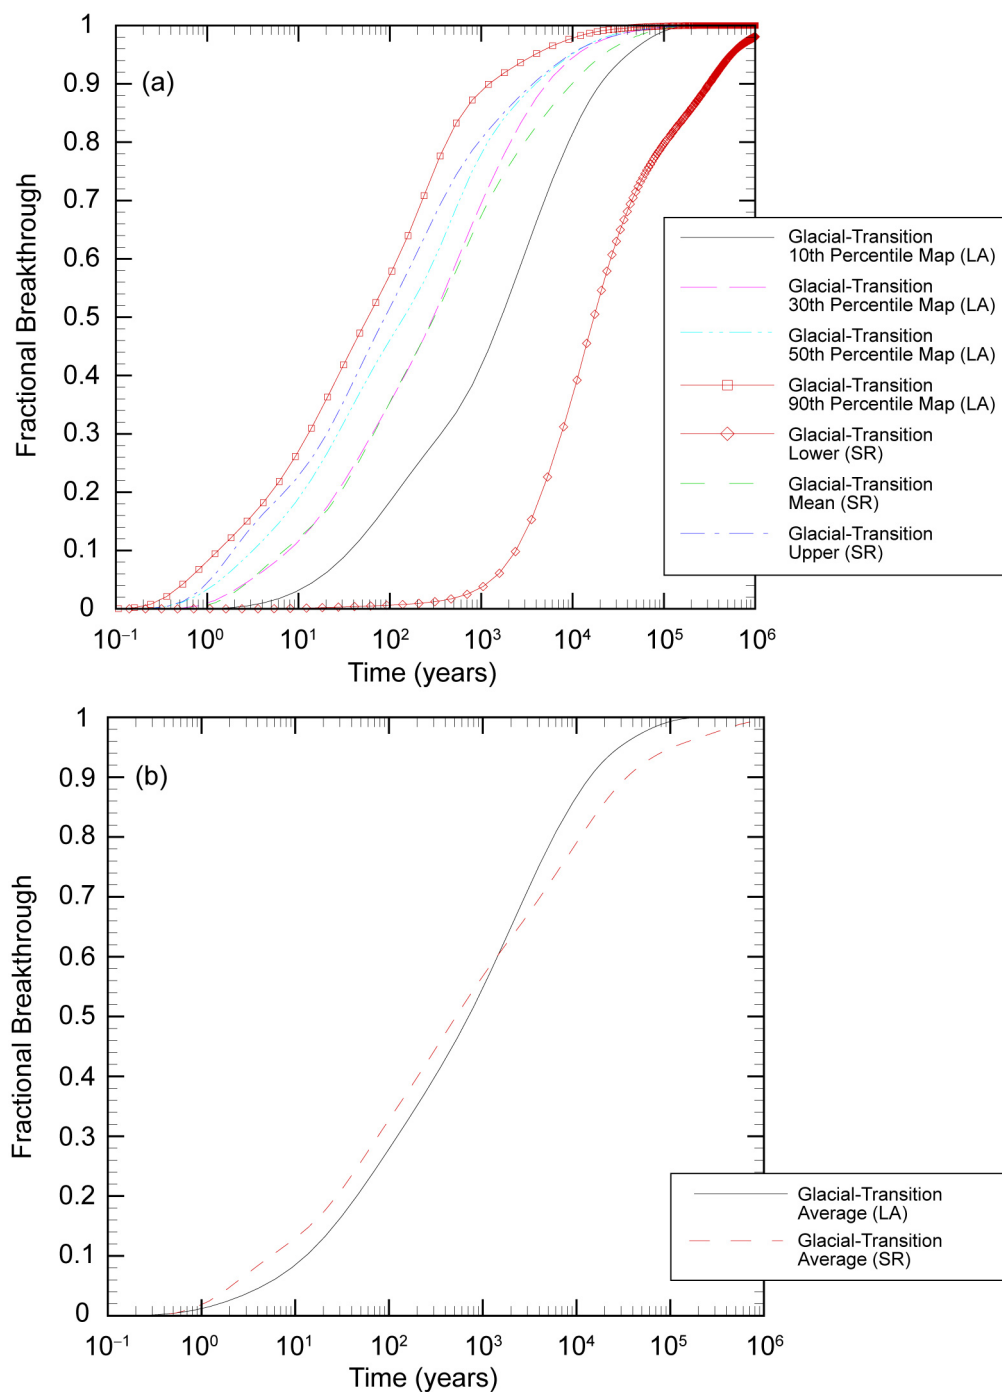 (a)
1
0.9
0.8
0.7
0.6
0.5
0.4
0.3
0.2
0.1
0
Fractional Breakthrough
10⁻¹ 10⁰ 10¹ 10² 10³ 10⁴ 10⁵ 10⁶
Time (years)
Glacial-Transition
10th Percentile Map (LA)
Glacial-Transition
30th Percentile Map (LA)
Glacial-Transition
50th Percentile Map (LA)
Glacial-Transition
90th Percentile Map (LA)
Glacial-Transition
Lower (SR)
Glacial-Transition
Mean (SR)
Glacial-Transition
Upper (SR)
(b)
1
0.9
0.8
0.7
0.6
0.5
0.4
0.3
0.2
0.1
0
Fractional Breakthrough
10⁻¹ 10⁰ 10¹ 10² 10³ 10⁴ 10⁵ 10⁶
Time (years)
Glacial-Transition
Average (LA)
Glacial-Transition
Average (SR)